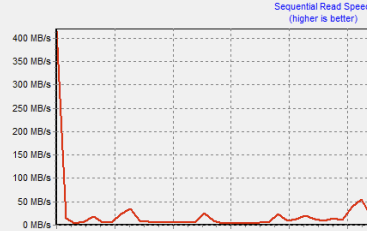 Sequential Read Speed
(higher is better)
400 MB/s
350 MB/s
300 MB/s
250 MB/s
200 MB/s
150 MB/s
100 MB/s
50 MB/s
0 MB/s